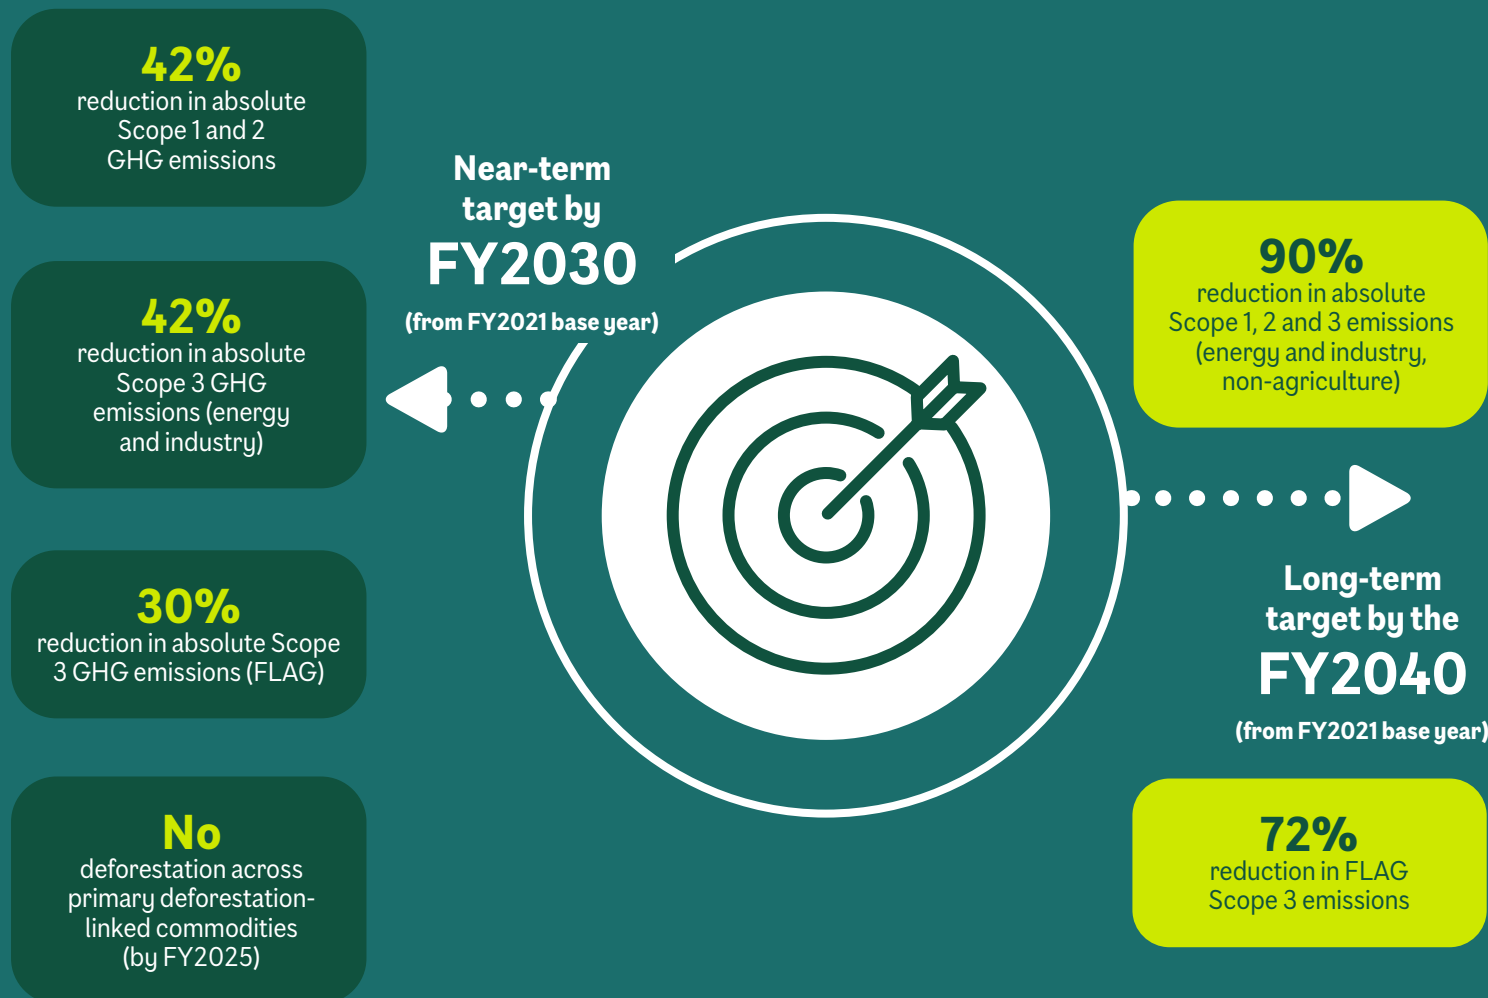 42%
reduction in absolute
Scope 1 and 2
GHG emissions
42%
reduction in absolute
Scope 3 GHG
emissions (energy
and industry)
30%
reduction in absolute Scope
3 GHG emissions (FLAG)
No
deforestation across
primary deforestation-
linked commodities
(by FY2025)
Near-term
target by
FY2030
(from FY2021 base year)
90%
reduction in absolute
Scope 1, 2 and 3 emissions
(energy and industry,
non-agriculture)
Long-term
target by the
FY2040
(from FY2021 base year)
72%
reduction in FLAG
Scope 3 emissions